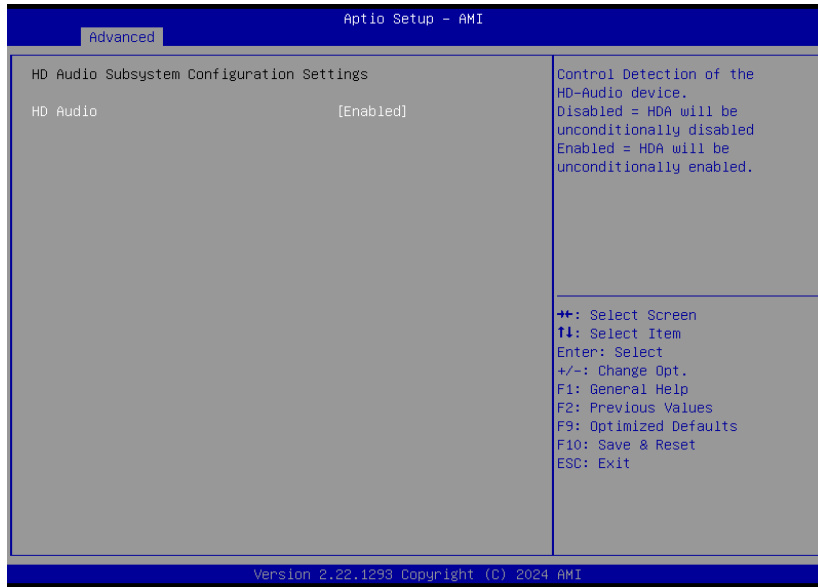 Aptio Setup – AMI
Advanced
HD Audio Subsystem Configuration Settings
HD Audio [Enabled]
Control Detection of the
HD-Audio device.
Disabled = HDA will be
unconditionally disabled
Enabled = HDA will be
unconditionally enabled.
→←: Select Screen
↑↓: Select Item
Enter: Select
+/-: Change Opt.
F1: General Help
F2: Previous Values
F9: Optimized Defaults
F10: Save & Reset
ESC: Exit
Version 2.22.1293 Copyright (C) 2024 AMI